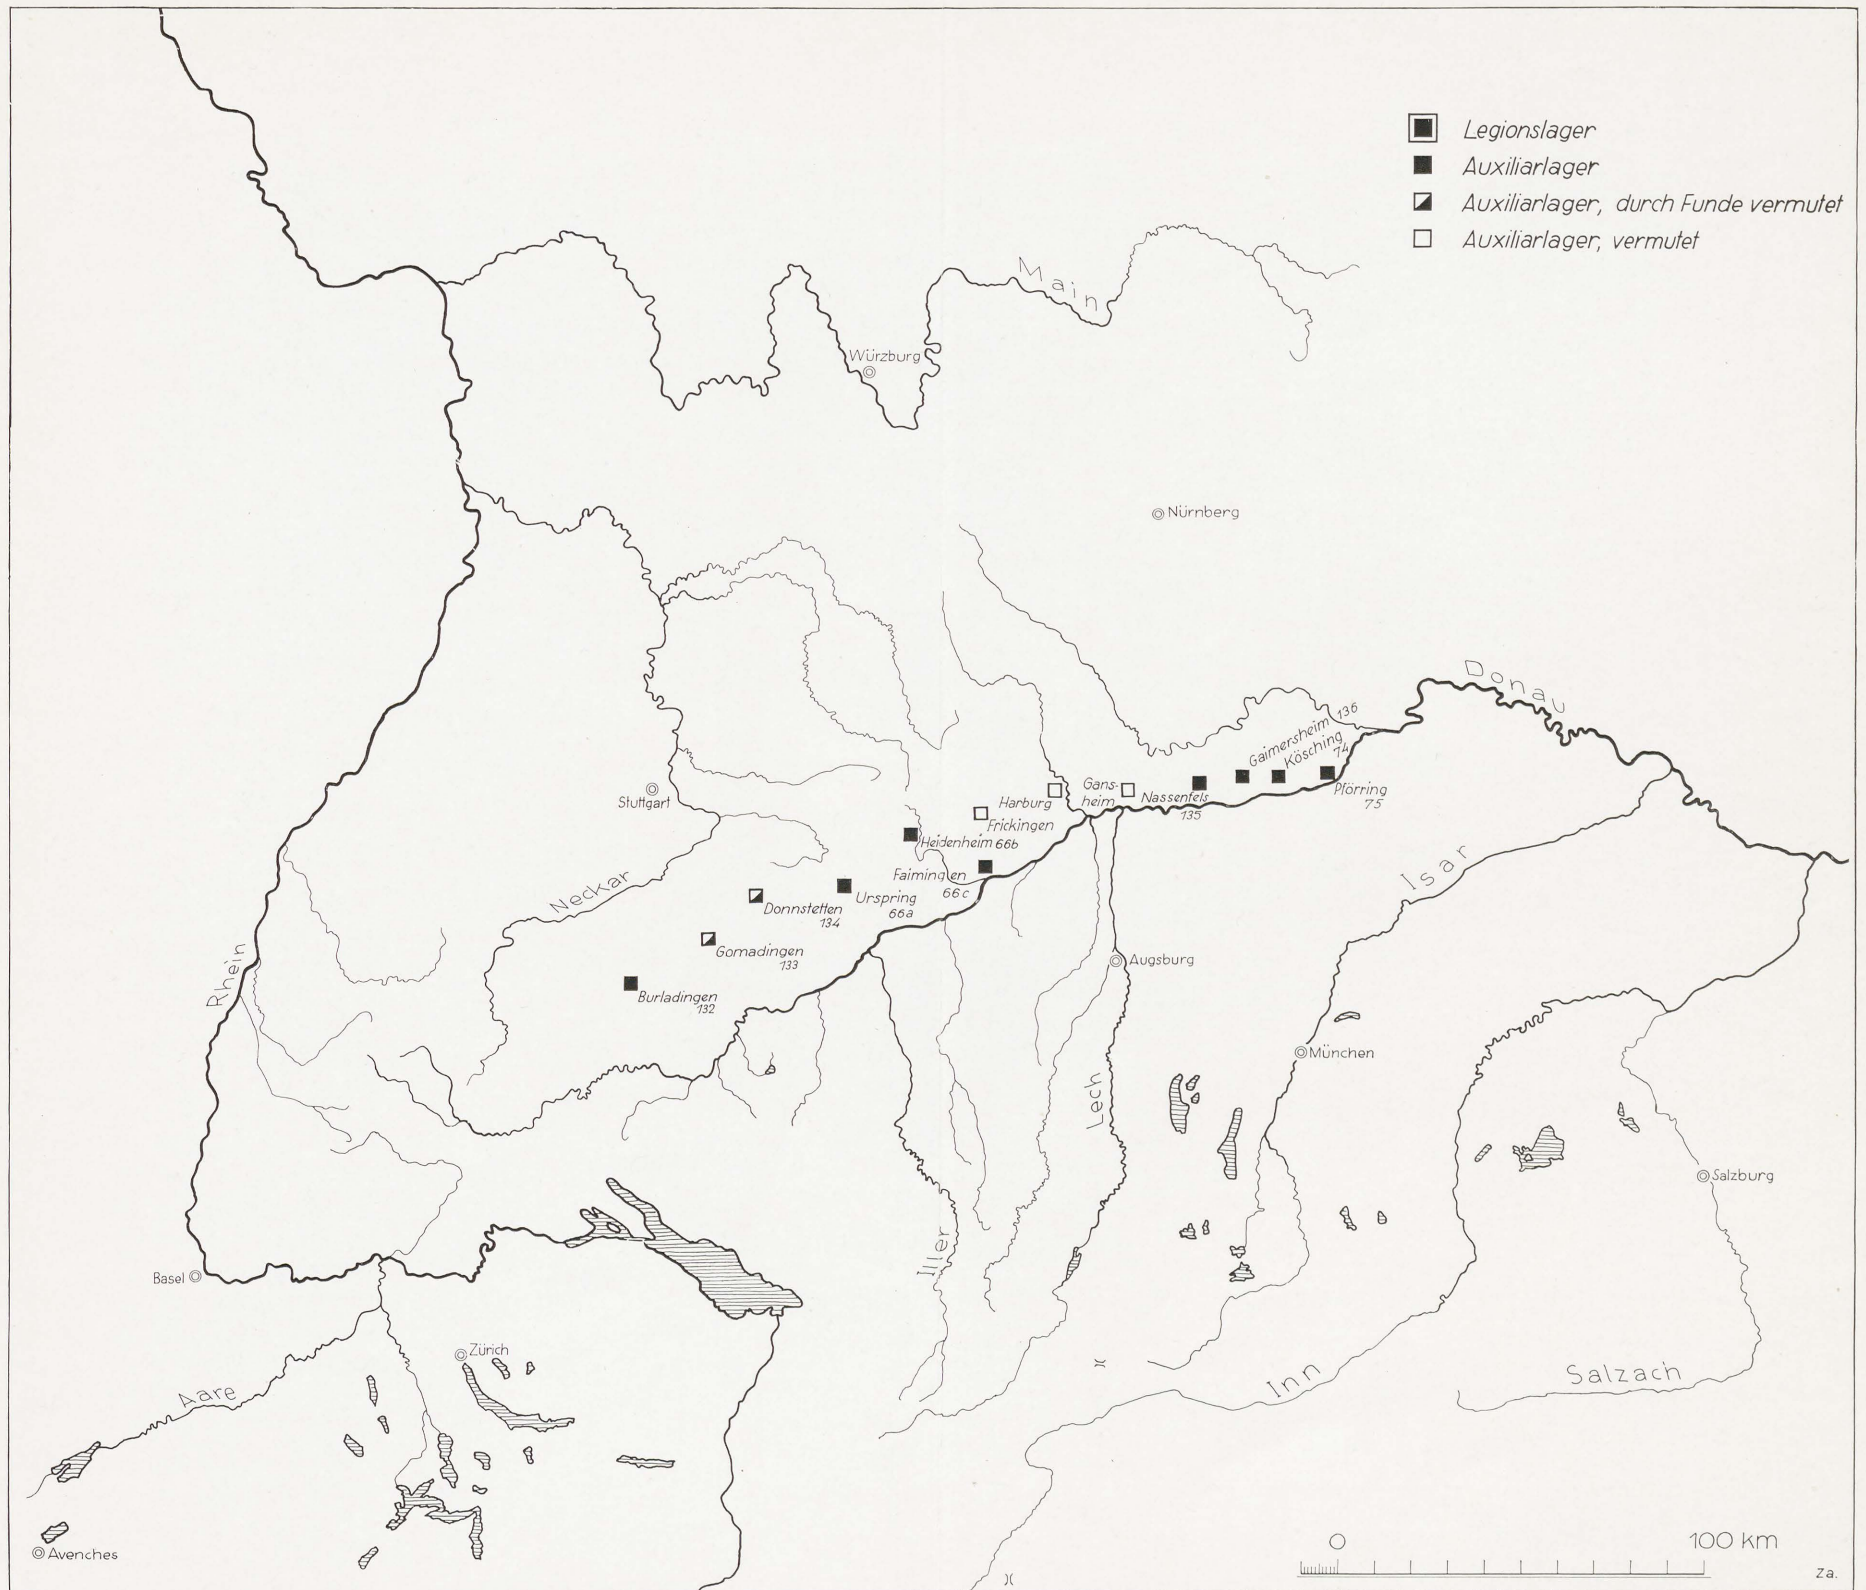 Legionslager
Auxiliarlager
Auxiliarlager, durch Funde vermutet
Auxiliarlager, vermutet
Main
Würzburg
Nürnberg
Donau
Gaimersheim 136
Kösching
74
Pförring
75
Gans-
heim
Nassenfels
135
Harburg
Frickingen
Stuttgart
Heidenheim 66b
Faimingen
66c
Urspring
66a
Donnstetten
134
Neckar
Gomadingen
133
Burladingen
132
Isar
Rhein
Augsburg
München
Lech
Salzburg
Iller
Basel
Zürich
Aare
Inn
Salzach
Avenches
0
100 km
Za.